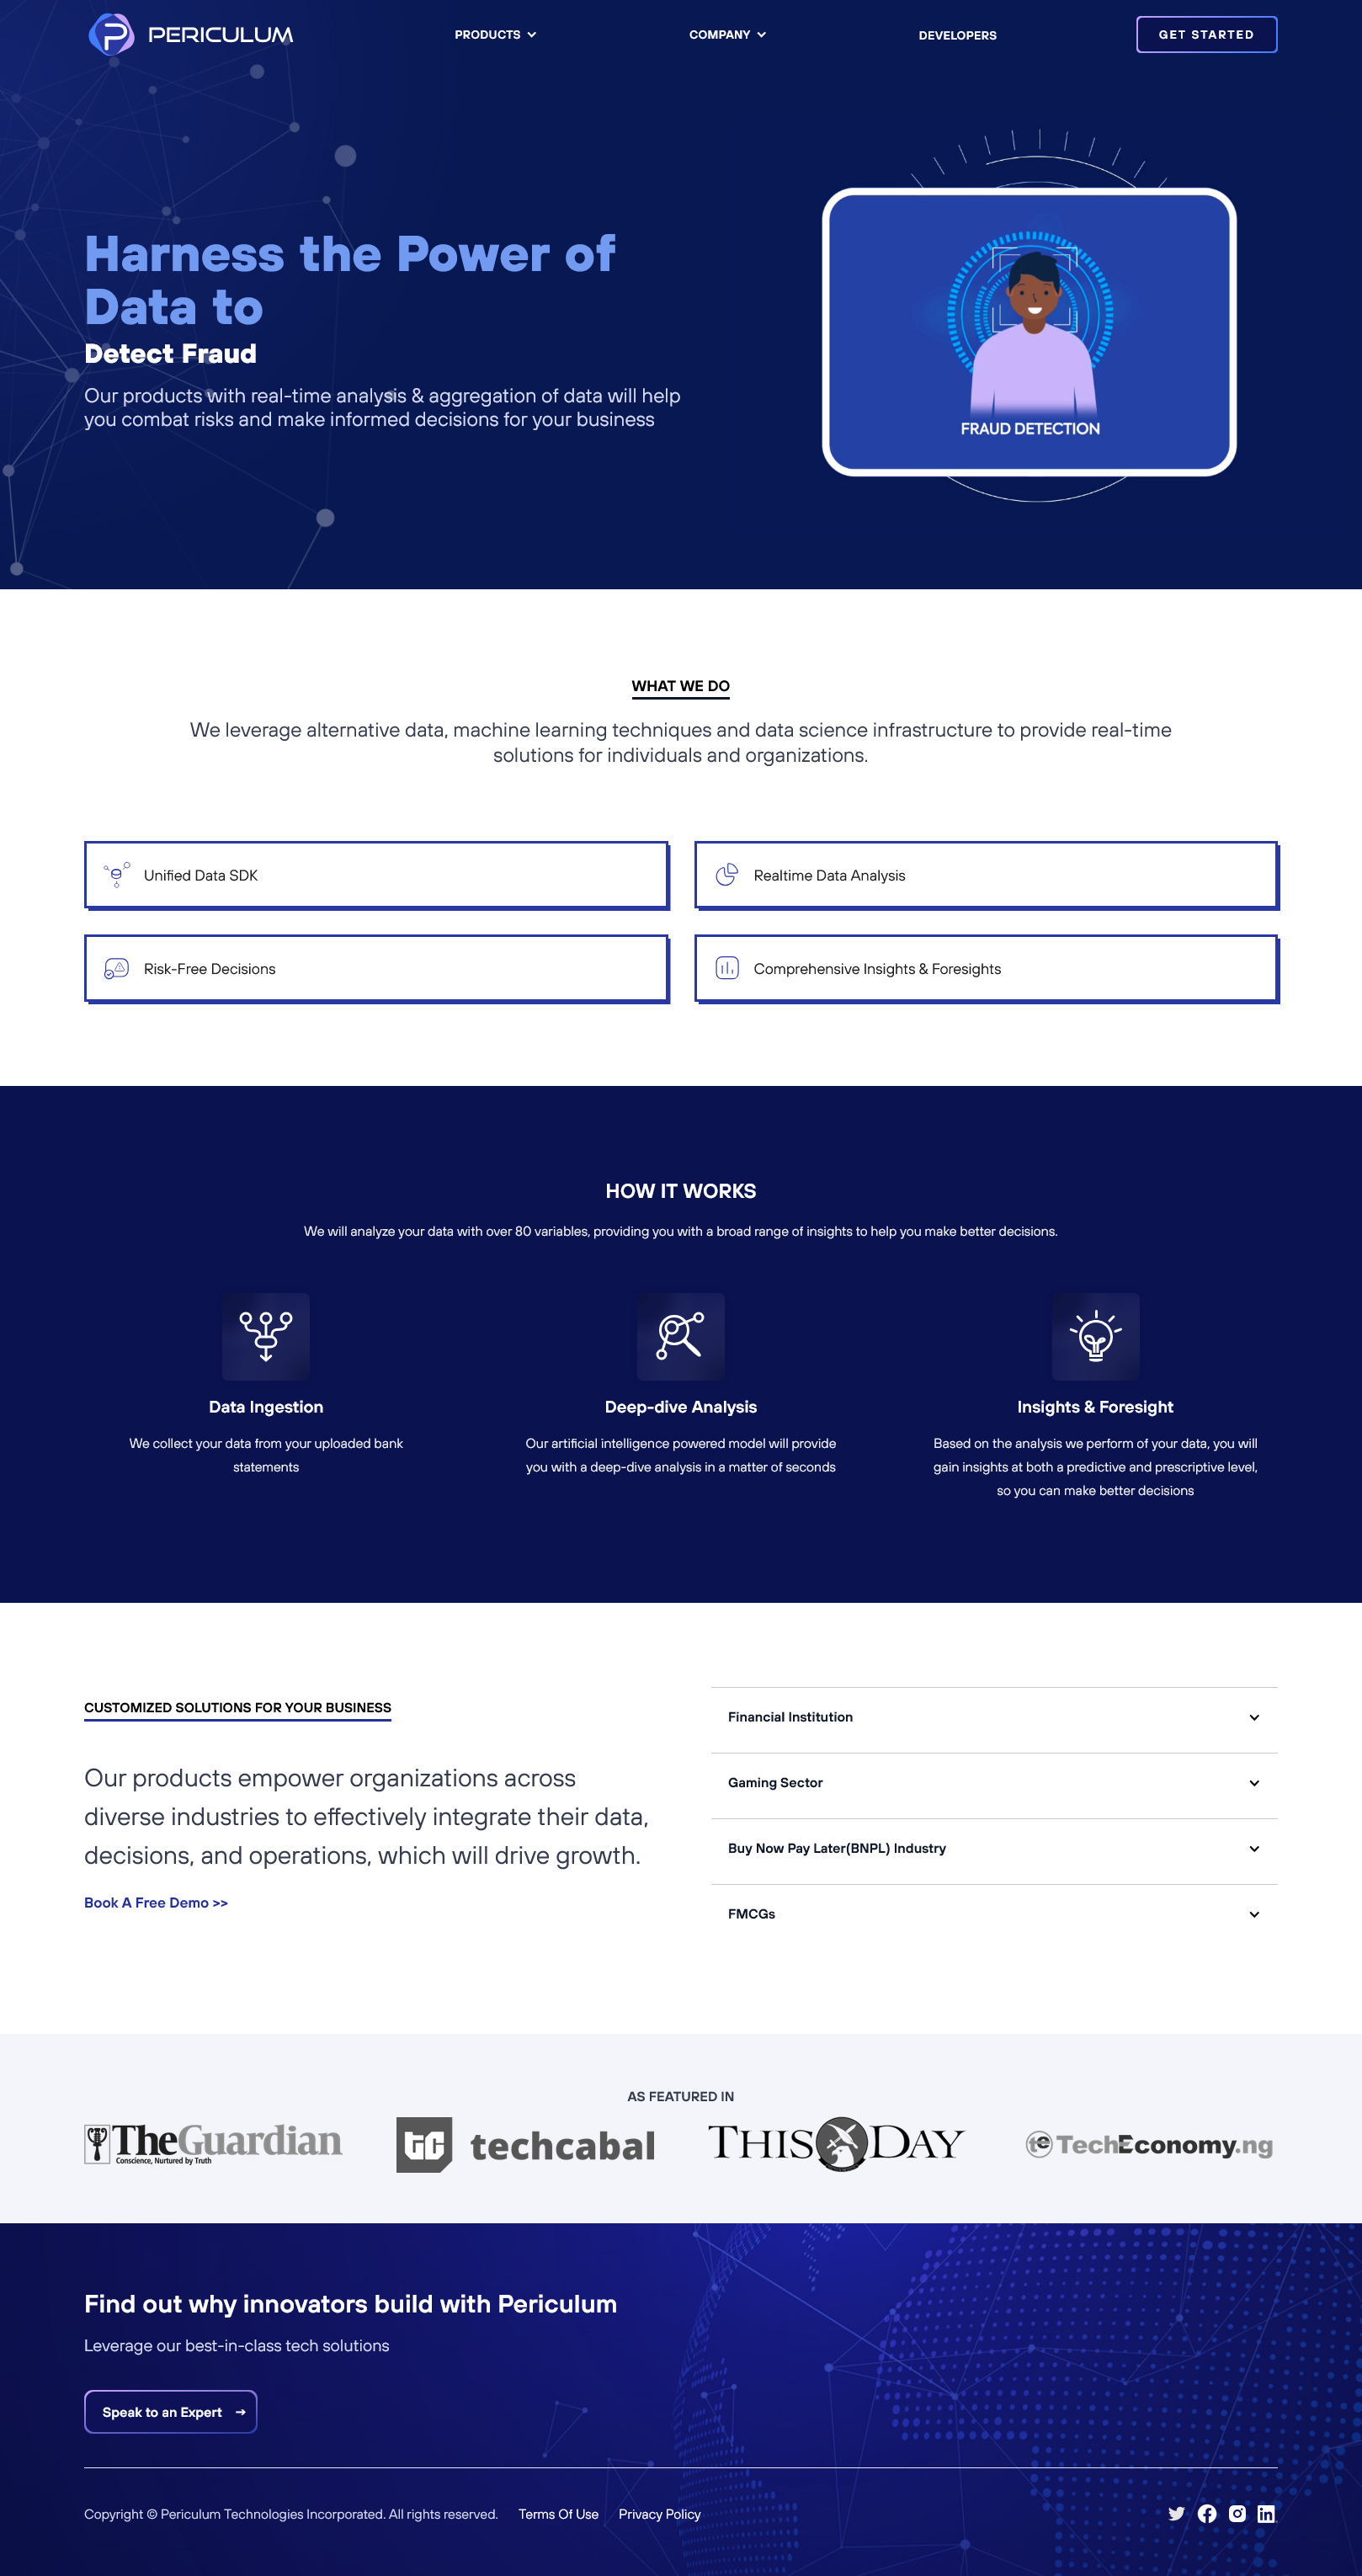 PERICULUM
PRODUCTS
COMPANY
DEVELOPERS
GET STARTED
Harness the Power of
Data to
Detect Fraud
Our products with real-time analysis & aggregation of data will help
you combat risks and make informed decisions for your business
FRAUD DETECTION
WHAT WE DO
We leverage alternative data, machine learning techniques and data science infrastructure to provide real-time
solutions for individuals and organizations.
Unified Data SDK
Realtime Data Analysis
Risk-Free Decisions
Comprehensive Insights & Foresights
HOW IT WORKS
We will analyze your data with over 80 variables, providing you with a broad range of insights to help you make better decisions.
Data Ingestion
We collect your data from your uploaded bank
statements
Deep-dive Analysis
Our artificial intelligence powered model will provide
you with a deep-dive analysis in a matter of seconds
Insights & Foresight
Based on the analysis we perform of your data, you will
gain insights at both a predictive and prescriptive level,
so you can make better decisions
CUSTOMIZED SOLUTIONS FOR YOUR BUSINESS
Our products empower organizations across
diverse industries to effectively integrate their data,
decisions, and operations, which will drive growth.
Book A Free Demo >>
Financial Institution
Gaming Sector
Buy Now Pay Later(BNPL) Industry
FMCGs
AS FEATURED IN
TheGuardian
Conscience, Nurtured by Truth
tc techcabal
THISDAY
te TechEconomy.ng
Find out why innovators build with Periculum
Leverage our best-in-class tech solutions
Speak to an Expert →
Copyright © Periculum Technologies Incorporated. All rights reserved.
Terms Of Use
Privacy Policy